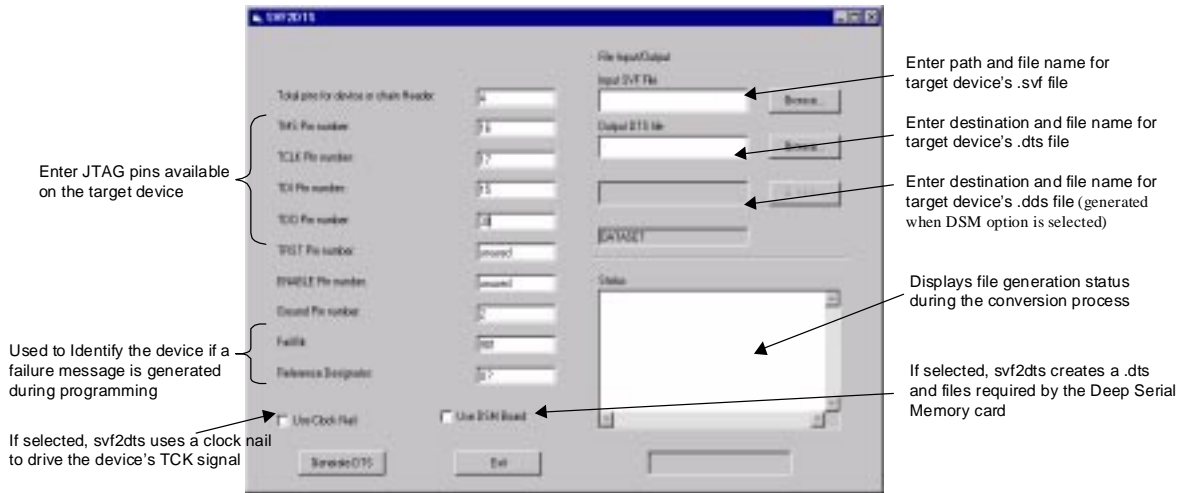 SVF2DTS
File Input/Output
Input SVF File
Browse...
Output DTS file
Browse...
DATASET
Status
Total pins for device or chain Header
4
TMS Pin number
16
TCLK Pin number
17
TDI Pin number
15
TDO Pin number
TRST Pin number
unused
ENABLE Pin number
unused
Ground Pin number
2
Reference Designator
Use Clock Nail
Use DSM Board
Generate DTS
Exit
Enter JTAG pins available
on the target device
Used to Identify the device if a
failure message is generated
during programming
If selected, svf2dts uses a clock nail
to drive the device's TCK signal
Enter path and file name for
target device's .svf file
Enter destination and file name for
target device's .dts file
Enter destination and file name for
target device's .dds file (generated
when DSM option is selected)
Displays file generation status
during the conversion process
If selected, svf2dts creates a .dts
and files required by the Deep Serial
Memory card